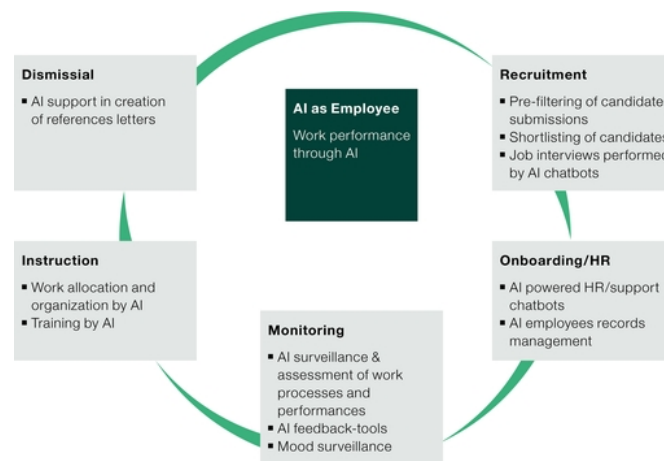 Dismissial
▪ AI support in creation
of references letters
AI as Employee
Work performance
through AI
Recruitment
▪ Pre-filtering of candidate
submissions
▪ Shortlisting of candidates
▪ Job interviews performed
by AI chatbots
Instruction
▪ Work allocation and
organization by AI
▪ Training by AI
Monitoring
▪ AI surveillance &
assessment of work
processes and
performances
▪ AI feedback-tools
▪ Mood surveillance
Onboarding/HR
▪ AI powered HR/support
chatbots
▪ AI employees records
management